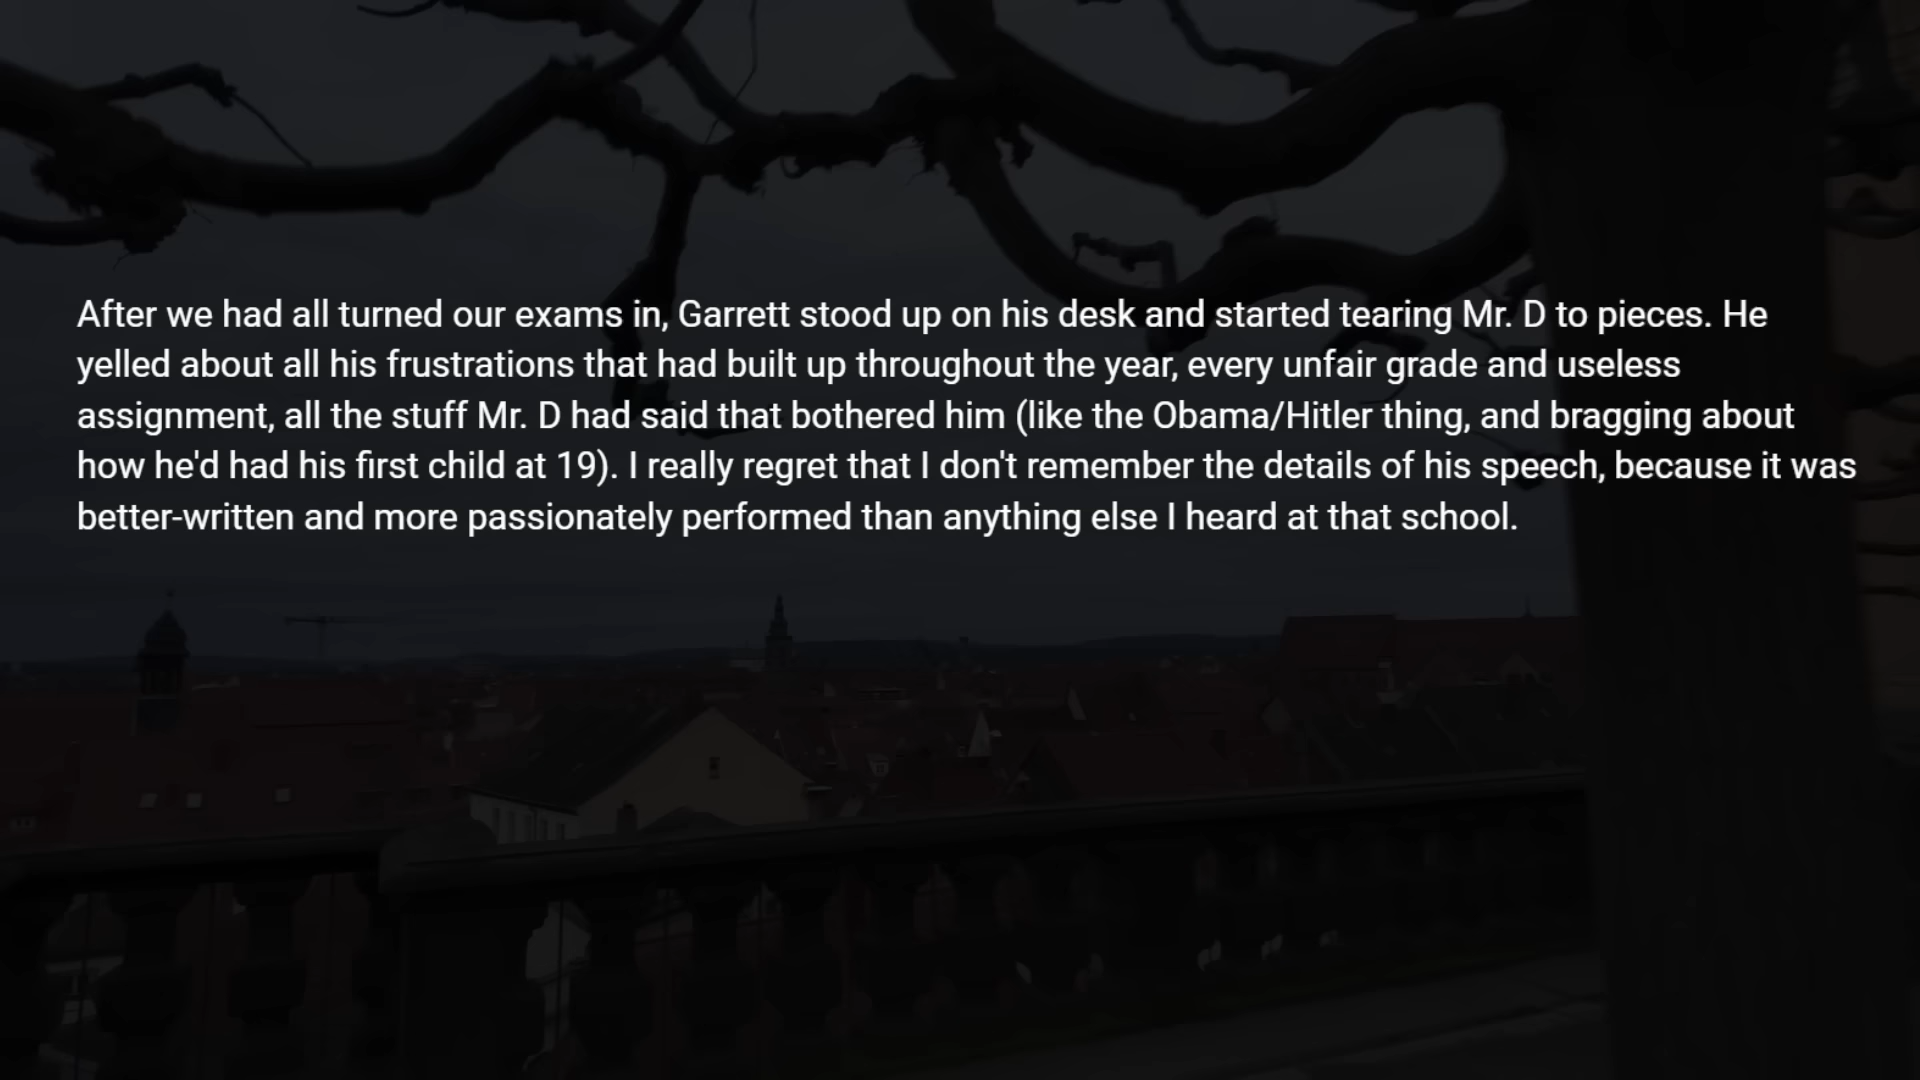 After we had all turned our exams in, Garrett stood up on his desk and started tearing Mr. D to pieces. He
yelled about all his frustrations that had built up throughout the year, every unfair grade and useless
assignment, all the stuff Mr. D had said that bothered him (like the Obama/Hitler thing, and bragging about
how he'd had his first child at 19). I really regret that I don't remember the details of his speech, because it was
better-written and more passionately performed than anything else I heard at that school.